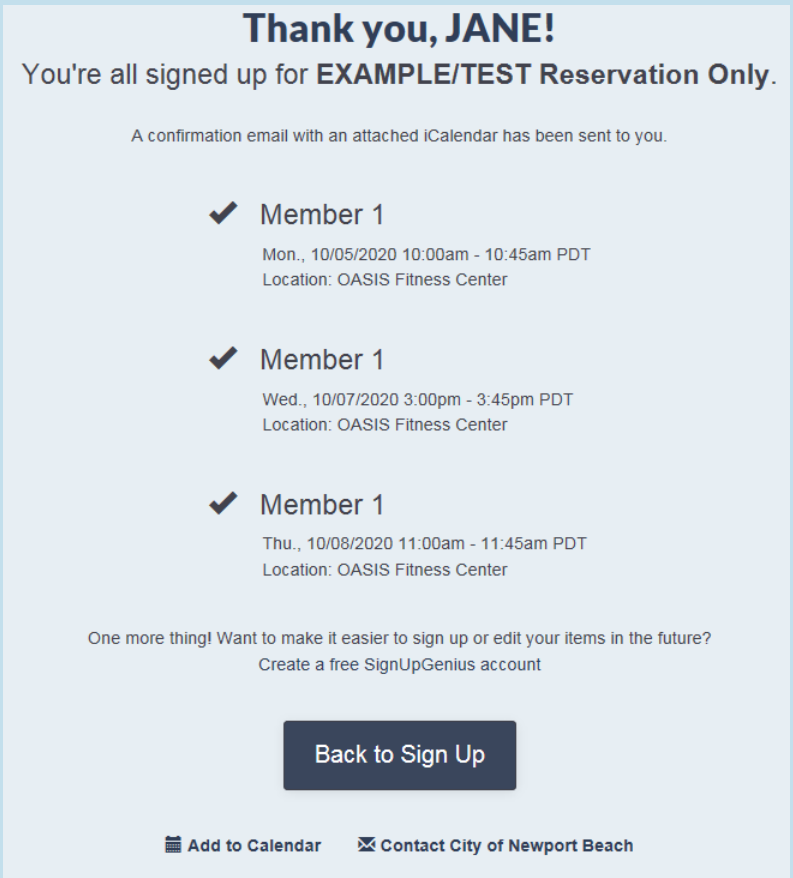 Thank you, JANE!
You're all signed up for EXAMPLE/TEST Reservation Only.
A confirmation email with an attached iCalendar has been sent to you.
Member 1
Mon., 10/05/2020 10:00am - 10:45am PDT
Location: OASIS Fitness Center
Member 1
Wed., 10/07/2020 3:00pm - 3:45pm PDT
Location: OASIS Fitness Center
Member 1
Thu., 10/08/2020 11:00am - 11:45am PDT
Location: OASIS Fitness Center
One more thing! Want to make it easier to sign up or edit your items in the future?
Create a free SignUpGenius account
Back to Sign Up
Add to Calendar Contact City of Newport Beach